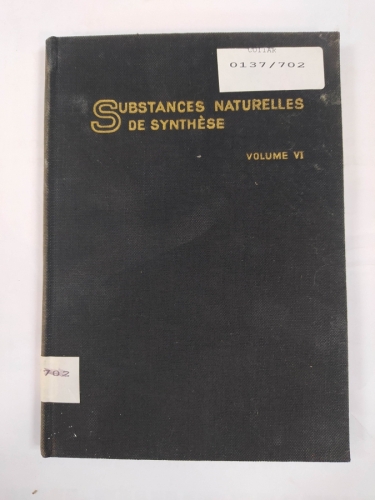 0137/702
SUBSTANCES NATURELLES
DE SYNTHÈSE
VOLUME VI
702